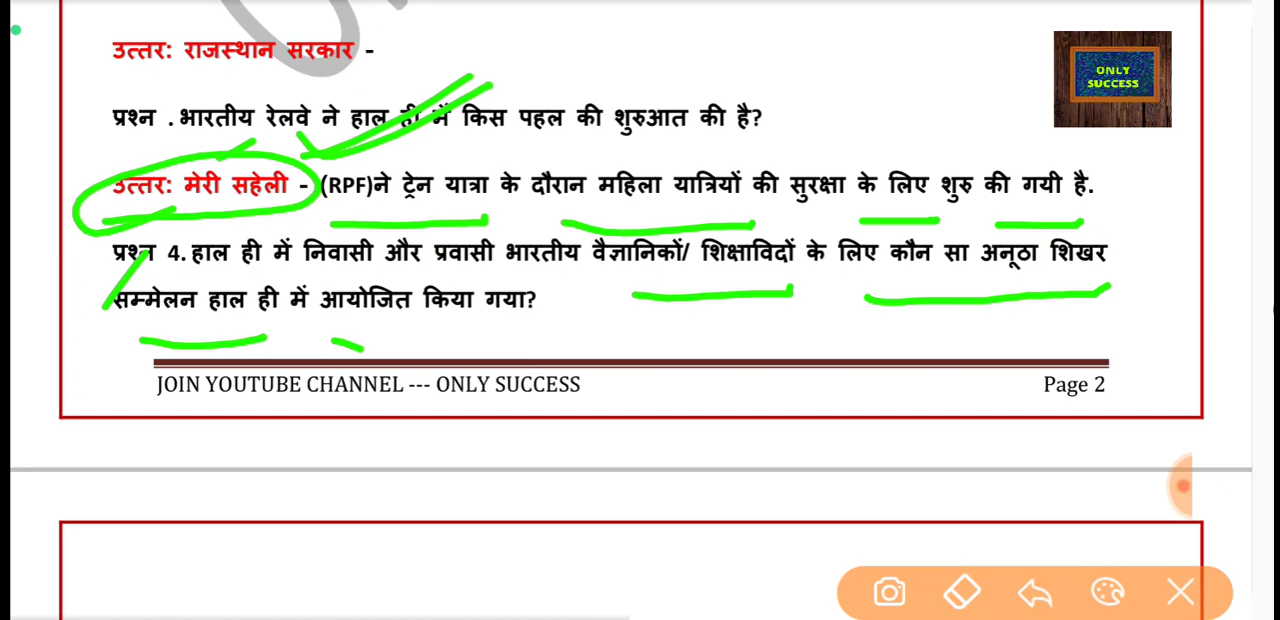 उत्तर: राजस्थान सरकार -
ONLY
SUCCESS
प्रश्न . भारतीय रेलवे ने हाल ही में किस पहल की शुरुआत की है?
उत्तर: मेरी सहेली - (RPF)ने ट्रेन यात्रा के दौरान महिला यात्रियों की सुरक्षा के लिए शुरु की गयी है.
प्रश्न 4. हाल ही में निवासी और प्रवासी भारतीय वैज्ञानिकों/ शिक्षाविदों के लिए कौन सा अनूठा शिखर
सम्मेलन हाल ही में आयोजित किया गया?
JOIN YOUTUBE CHANNEL --- ONLY SUCCESS Page 2